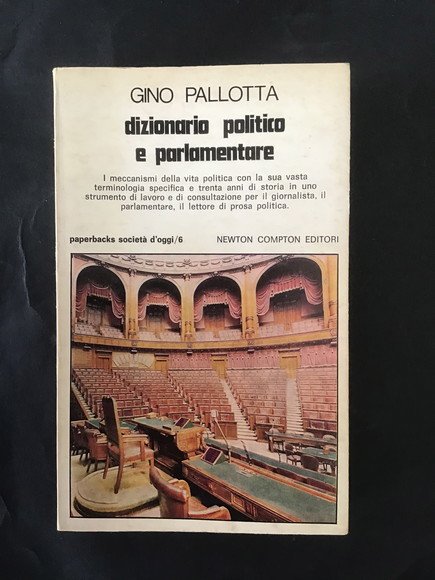 GINO PALLOTTA
dizionario politico
e parlamentare
I meccanismi della vita politica con la sua vasta
terminologia specifica e trenta anni di storia in uno
strumento di lavoro e di consultazione per il giornalista, il
parlamentare, il lettore di prosa politica.
paperbacks società d'oggi/6 NEWTON COMPTON EDITORI